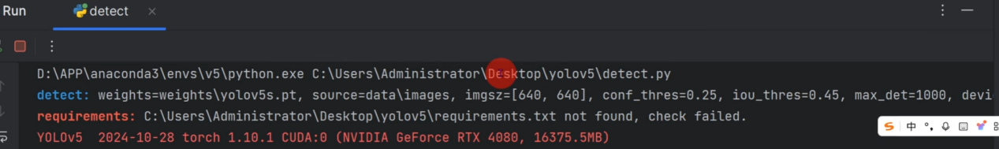 Run detect
D:\APP\anaconda3\envs\v5\python.exe C:\Users\Administrator\Desktop\yolov5\detect.py
detect: weights=weights\yolov5s.pt, source=data\images, imgsz=[640, 640], conf_thres=0.25, iou_thres=0.45, max_det=1000, devi
requirements: C:\Users\Administrator\Desktop\yolov5\requirements.txt not found, check failed.
中
YOLOv5  2024-10-28 torch 1.10.1 CUDA:0 (NVIDIA GeForce RTX 4080, 16375.5MB)